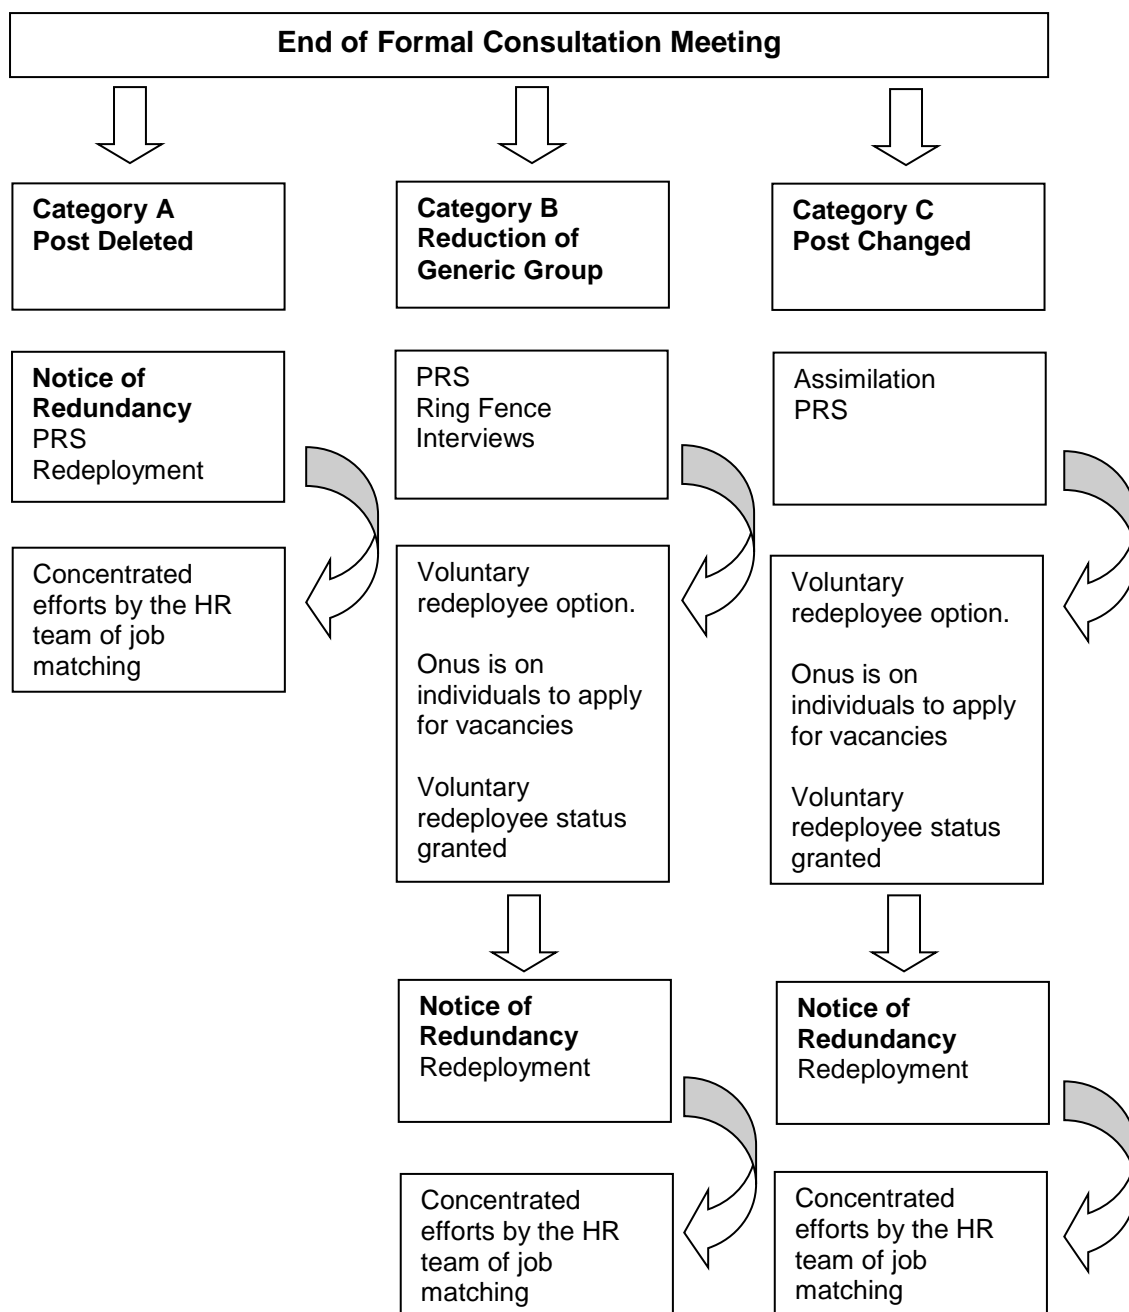 End of Formal Consultation Meeting
Category A
Post Deleted
Category B
Reduction of
Generic Group
Category C
Post Changed
Notice of
Redundancy
PRS
Redeployment
PRS
Ring Fence
Interviews
Assimilation
PRS
Concentrated
efforts by the HR
team of job
matching
Voluntary
redeployee option.
Onus is on
individuals to apply
for vacancies
Voluntary
redeployee status
granted
Voluntary
redeployee option.
Onus is on
individuals to apply
for vacancies
Voluntary
redeployee status
granted
Notice of
Redundancy
Redeployment
Notice of
Redundancy
Redeployment
Concentrated
efforts by the HR
team of job
matching
Concentrated
efforts by the HR
team of job
matching